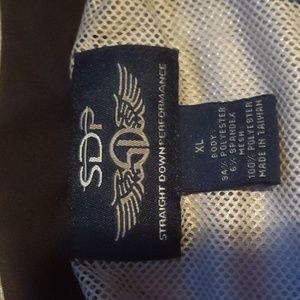 SDP
STRAIGHT DOWN PERFORMANCE
XL
BODY:
94% POLYESTER
6% SPANDEX
MESH:
100% POLYESTER
MADE IN TAIWAN